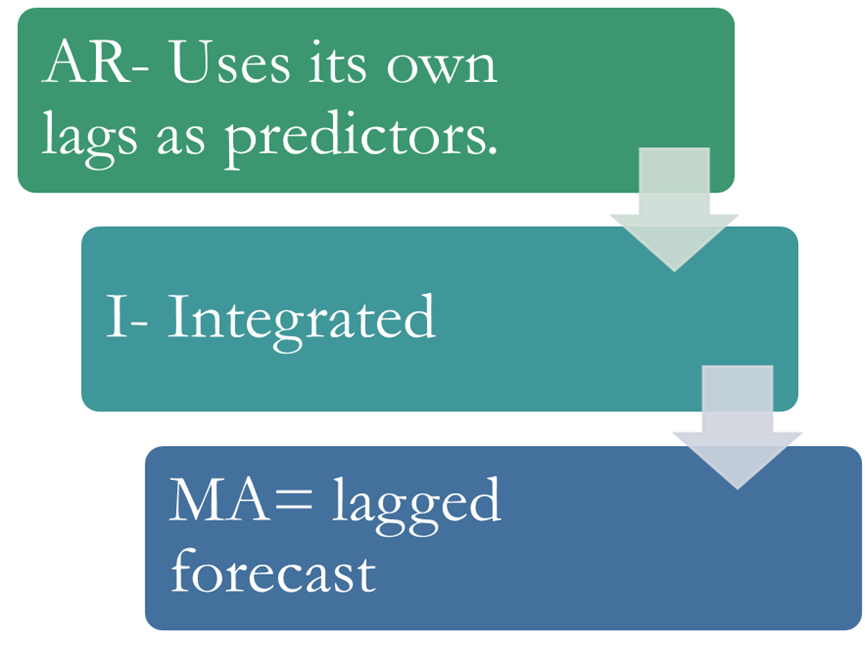 AR- Uses its own
lags as predictors.
I- Integrated
MA= lagged
forecast